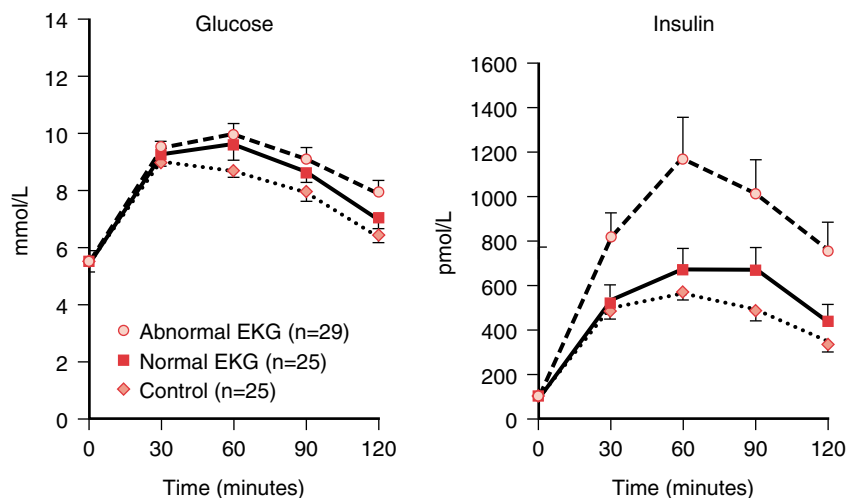 Glucose
14
12
10
8
6
4
2
0
mmol/L
Abnormal EKG (n=29)
Normal EKG (n=25)
Control (n=25)
0 30 60 90 120
Time (minutes)
Insulin
1600
1400
1200
1000
800
600
400
200
0
pmol/L
0 30 60 90 120
Time (minutes)